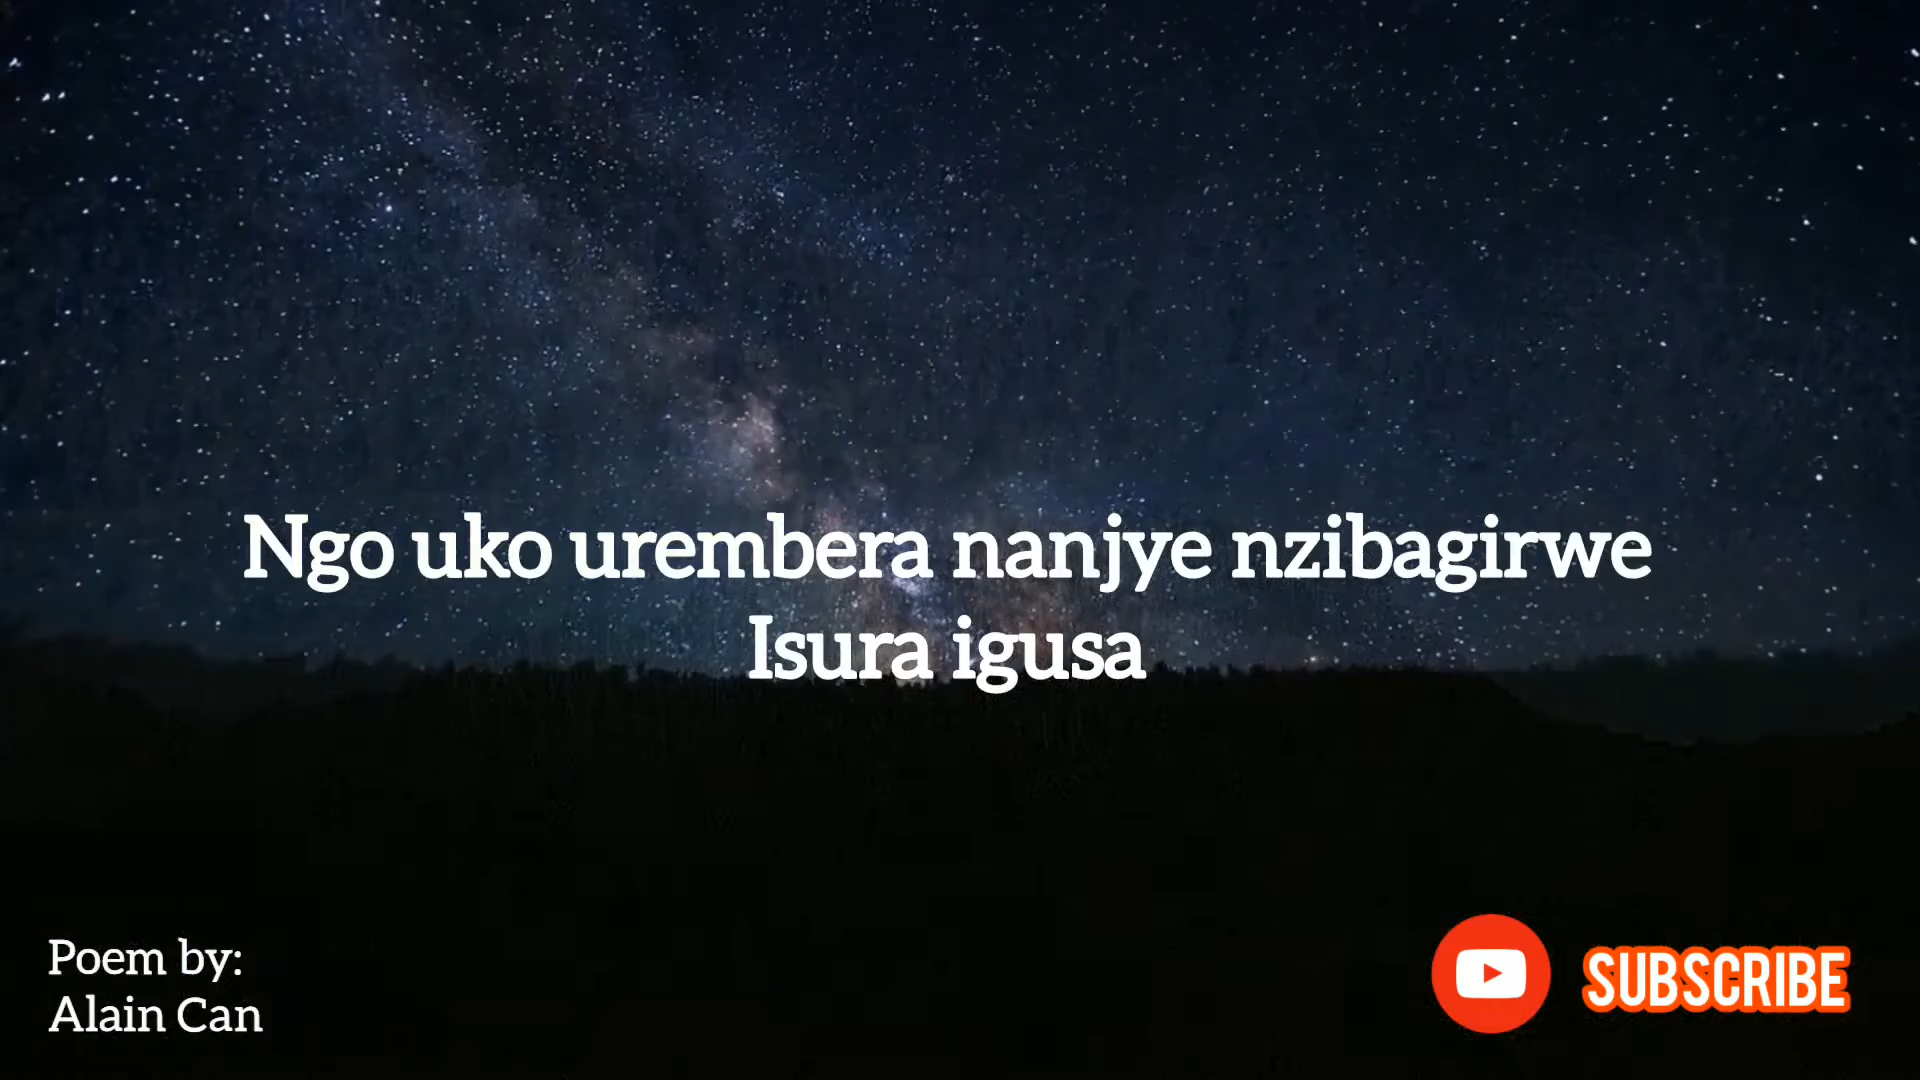 Ngo uko urembera nanjye nzibagirwe
Isura igusa
Poem by:
Alain Can
SUBSCRIBE